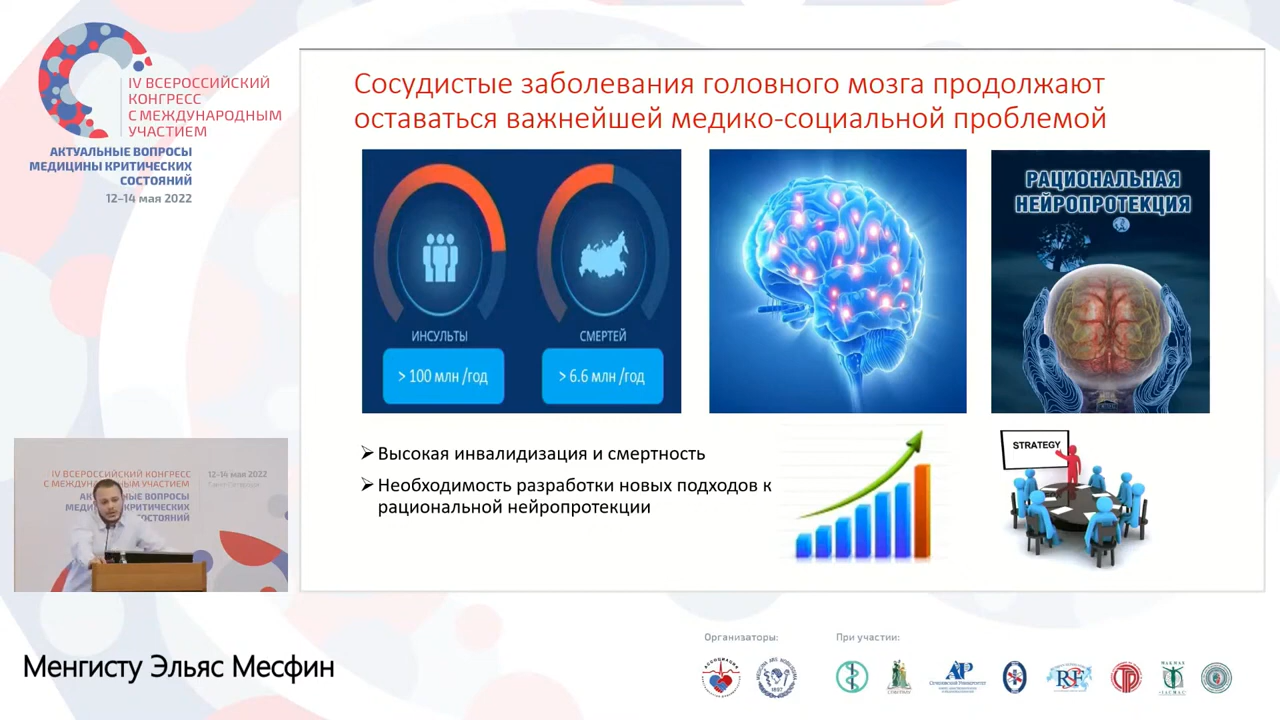 IV ВСЕРОССИЙСКИЙ
КОНГРЕСС
С МЕЖДУНАРОДНЫМ
УЧАСТИЕМ
АКТУАЛЬНЫЕ ВОПРОСЫ
МЕДИЦИНЫ КРИТИЧЕСКИХ
СОСТОЯНИЙ
12–14 мая 2022
Сосудистые заболевания головного мозга продолжают
оставаться важнейшей медико-социальной проблемой
ИНСУЛЬТЫ
> 100 млн /год
СМЕРТЕЙ
> 6.6 млн /год
РАЦИОНАЛЬНАЯ
НЕЙРОПРОТЕКЦИЯ
Высокая инвалидизация и смертность
Необходимость разработки новых подходов к
рациональной нейропротекции
STRATEGY
IV ВСЕРОССИЙСКИЙ КОНГРЕСС
С МЕЖДУНАРОДНЫМ УЧАСТИЕМ
12–14 мая 2022
Менгисту Эльяс Месфин
Организаторы:
При участии: